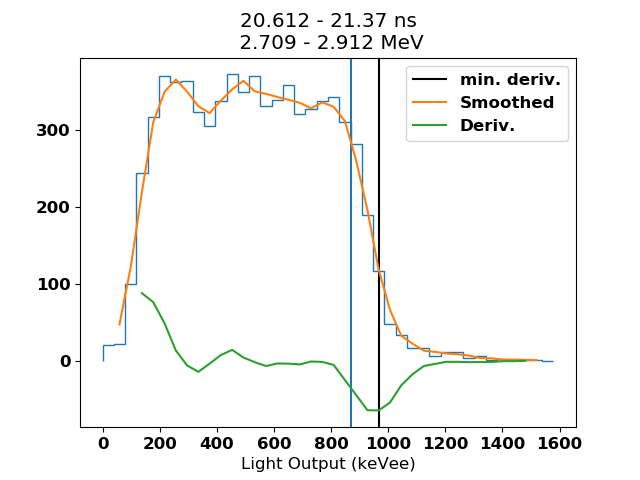 20.612 - 21.37 ns
2.709 - 2.912 MeV
min. deriv.
Smoothed
Deriv.
300
200
100
0
0 200 400 600 800 1000 1200 1400 1600
Light Output (keVee)